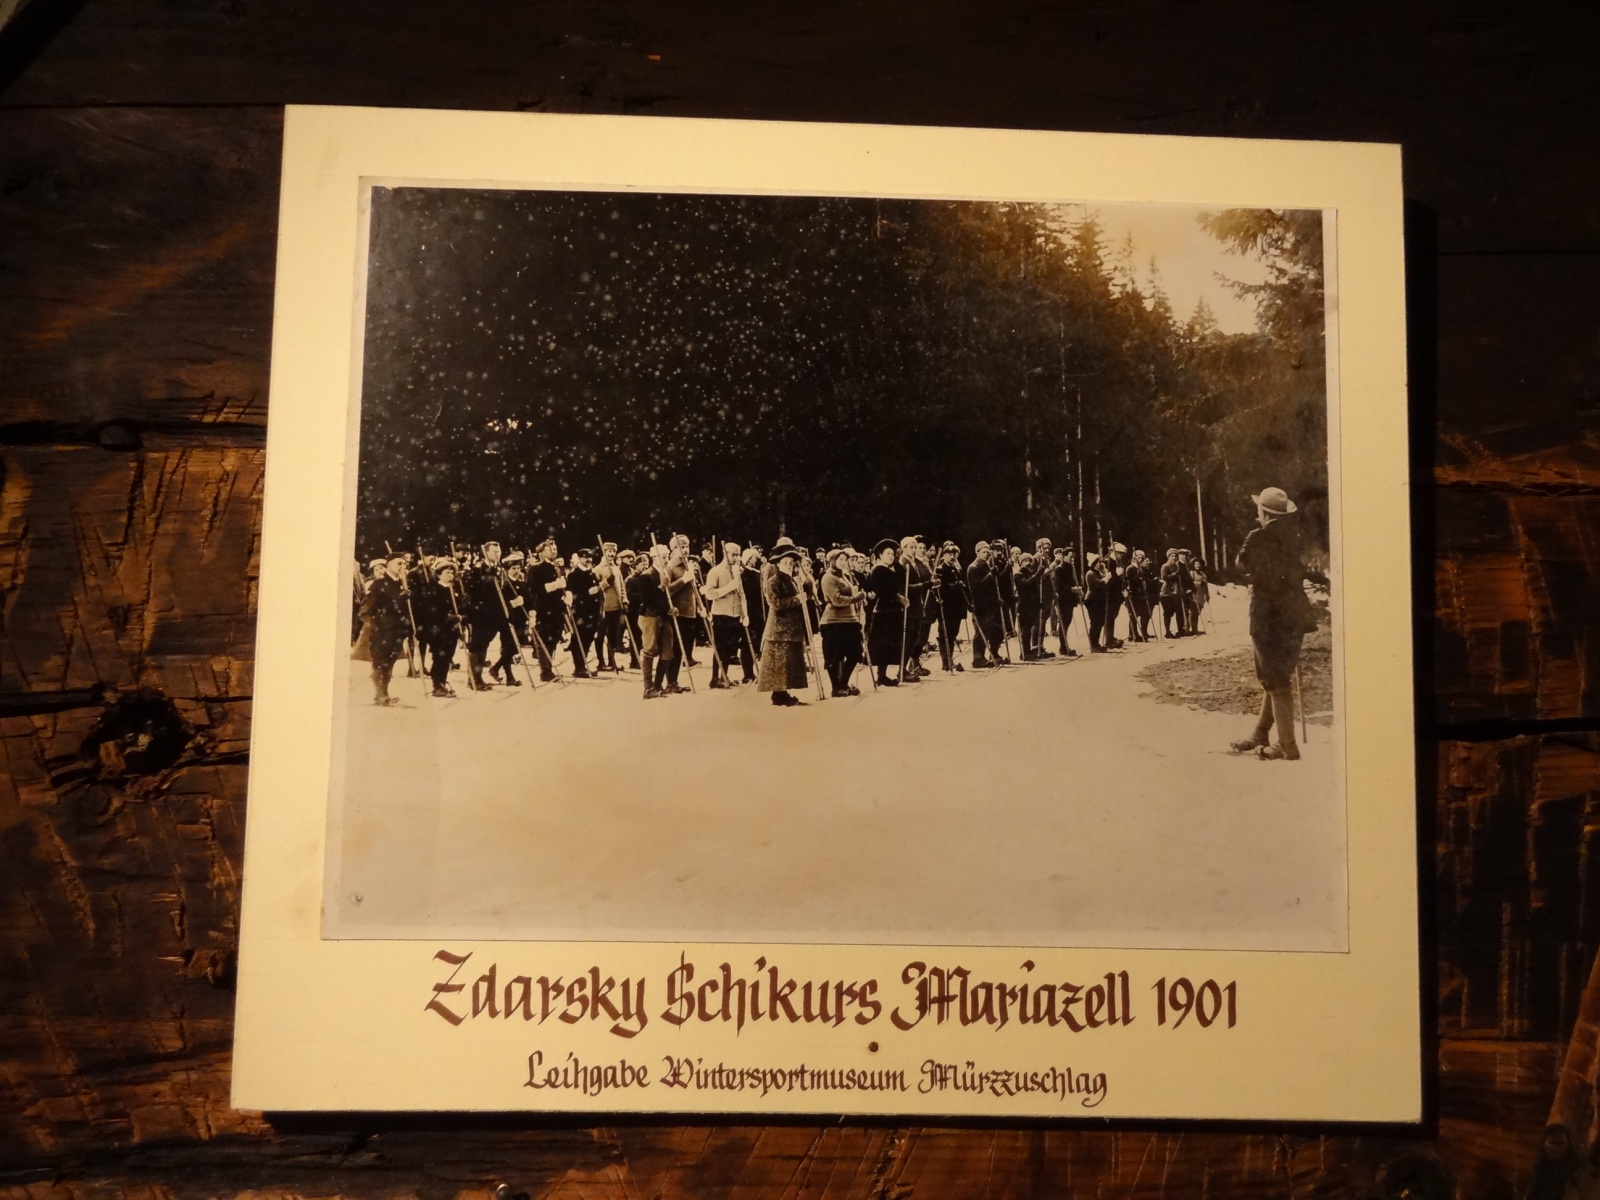 Zdarsky Schikurs Mariazell 1901
Leihgabe Wintersportmuseum Mürzzuschlag